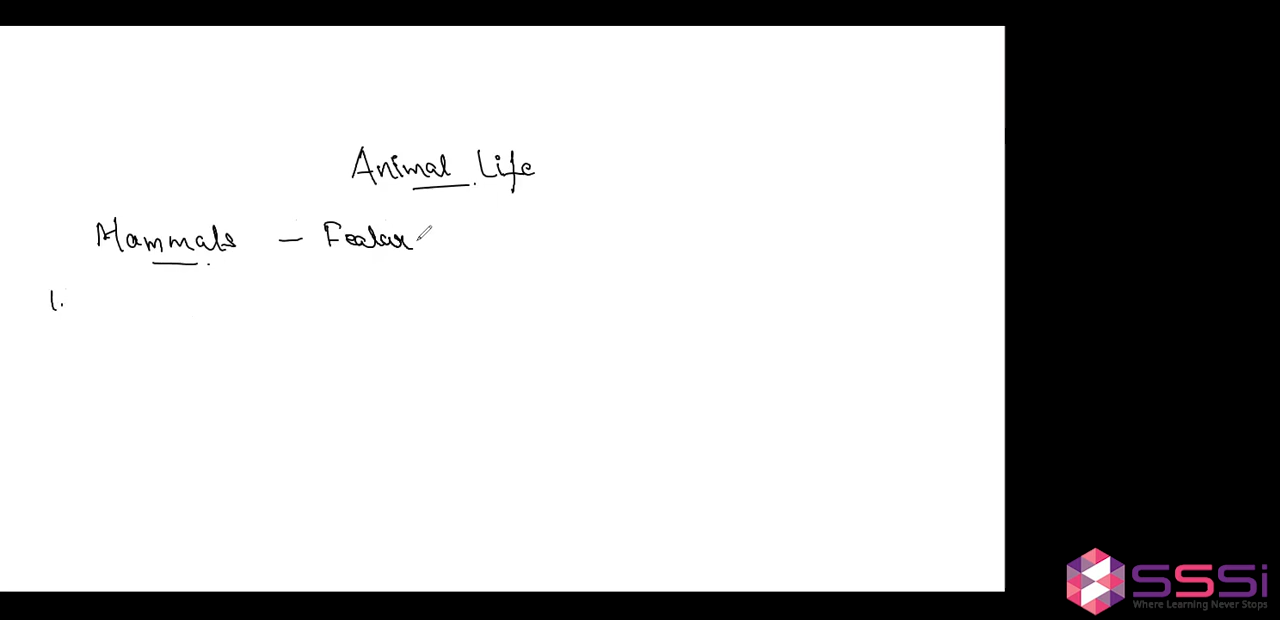 Animal Life
Mammals - Featur
1.
SSSi
Where Learning Never Stops